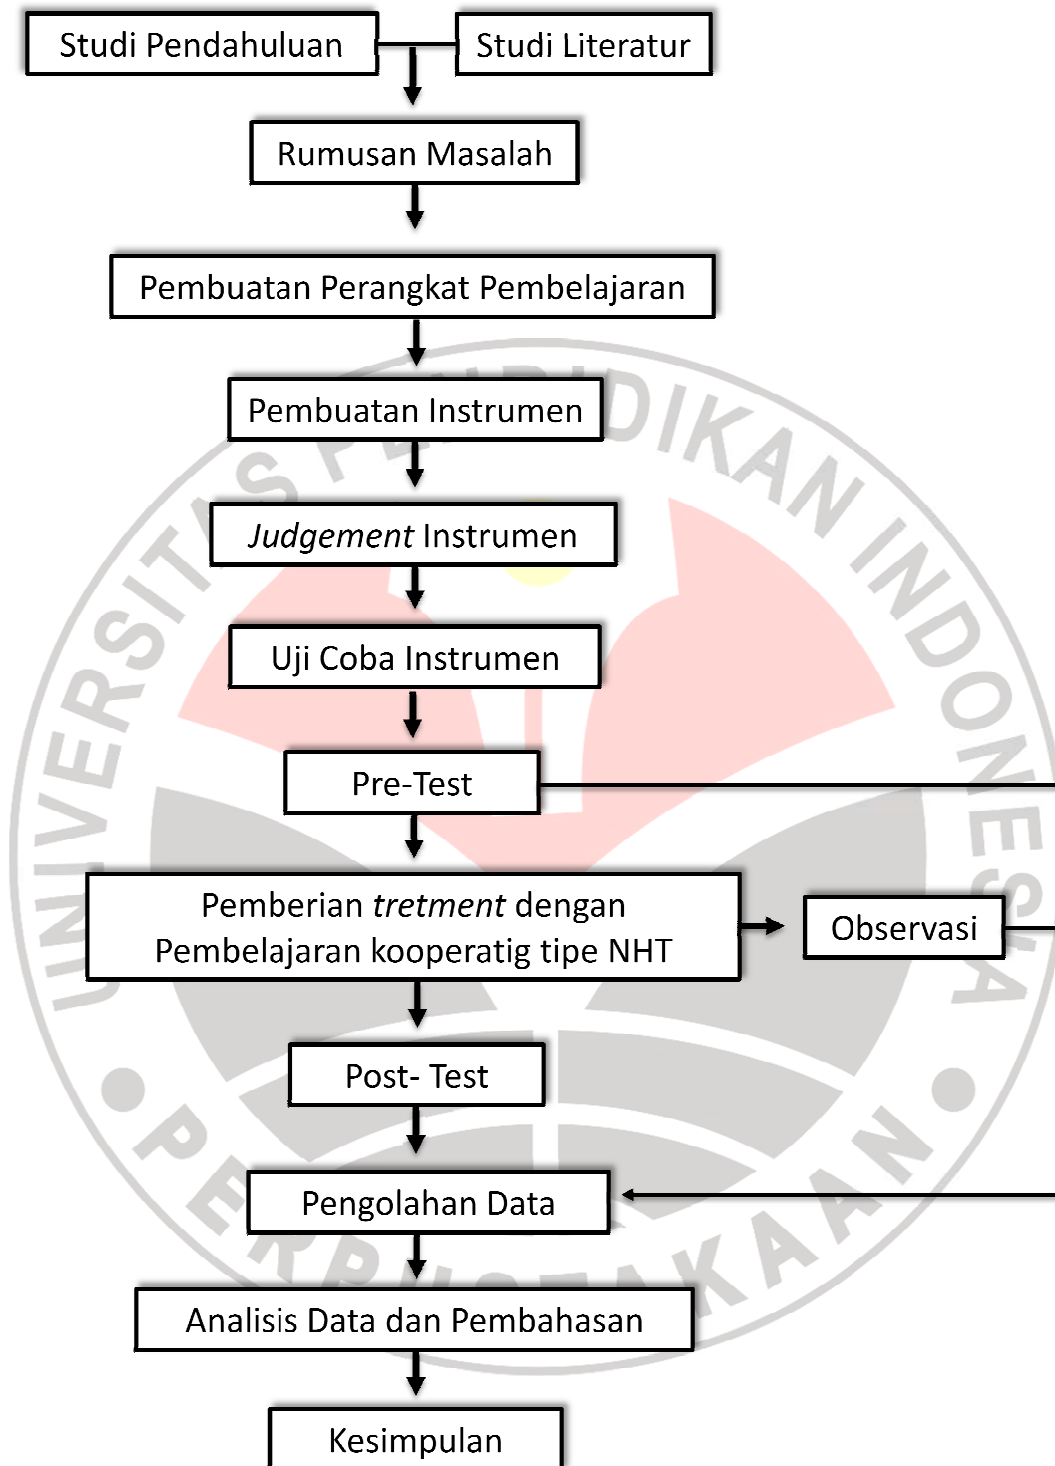 Studi Pendahuluan
Studi Literatur
Rumusan Masalah
Pembuatan Perangkat Pembelajaran
Pembuatan Instrumen
Judgement Instrumen
Uji Coba Instrumen
Pre-Test
Pemberian tretment dengan
Pembelajaran kooperatig tipe NHT
Observasi
Post- Test
Pengolahan Data
Analisis Data dan Pembahasan
Kesimpulan
UNIVERSITAS PENDIDIKAN INDONESIA
PERPUSTAKAAN